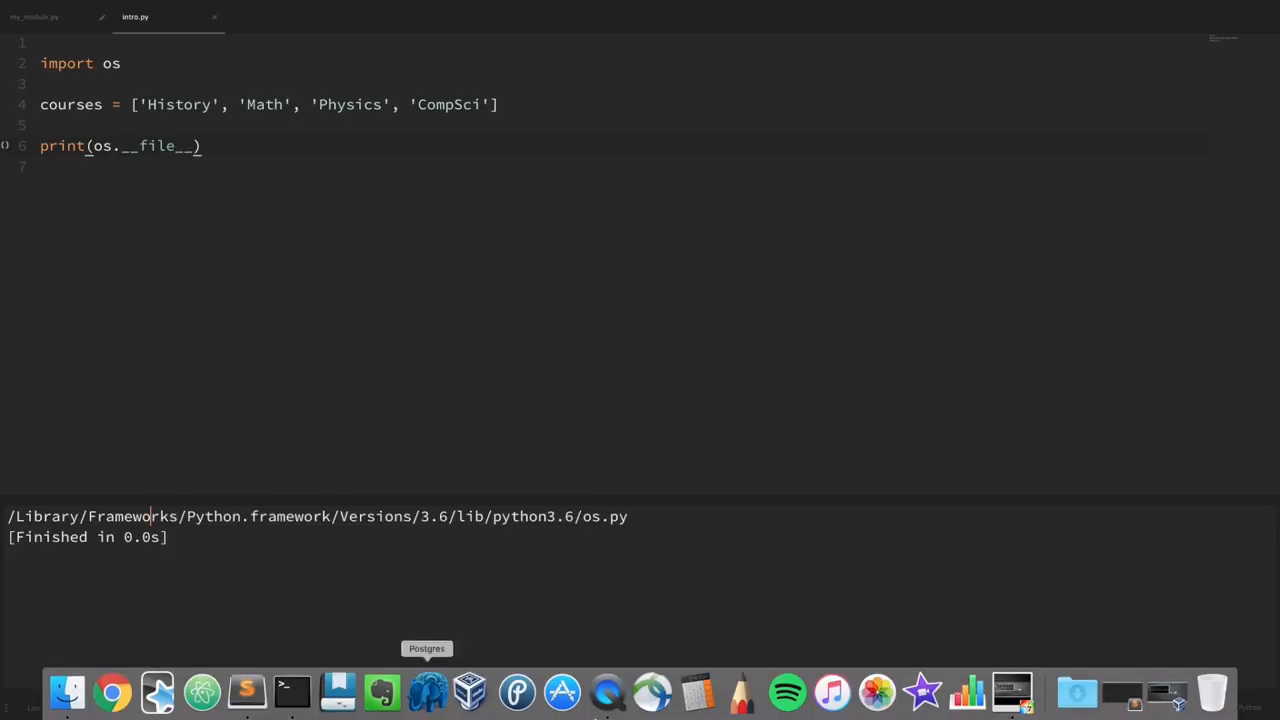 my_module.py
intro.py
1
2 import os
3
4 courses = ['History', 'Math', 'Physics', 'CompSci']
5
6 print(os.__file__)
7
/Library/Frameworks/Python.framework/Versions/3.6/lib/python3.6/os.py
[Finished in 0.0s]
Postgres
Python